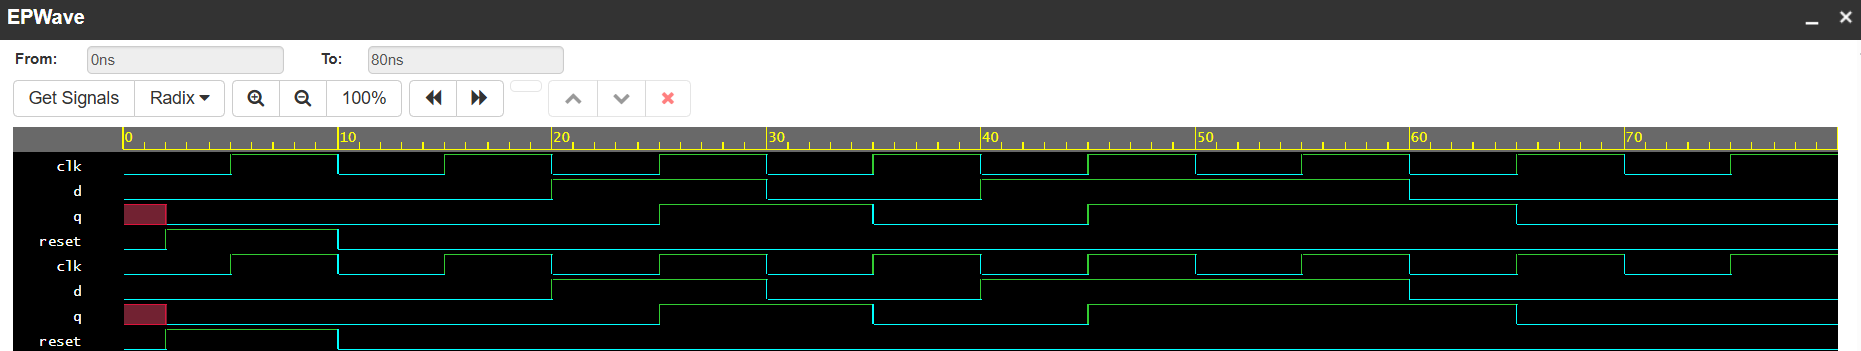 EPWave
From: 0ns To: 80ns
Get Signals Radix 100%
0 10 20 30 40 50 60 70
clk
d
q
reset
clk
d
q
reset